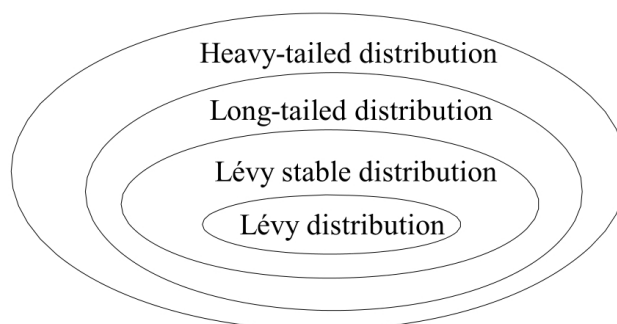 Heavy-tailed distribution
Long-tailed distribution
Lévy stable distribution
Lévy distribution